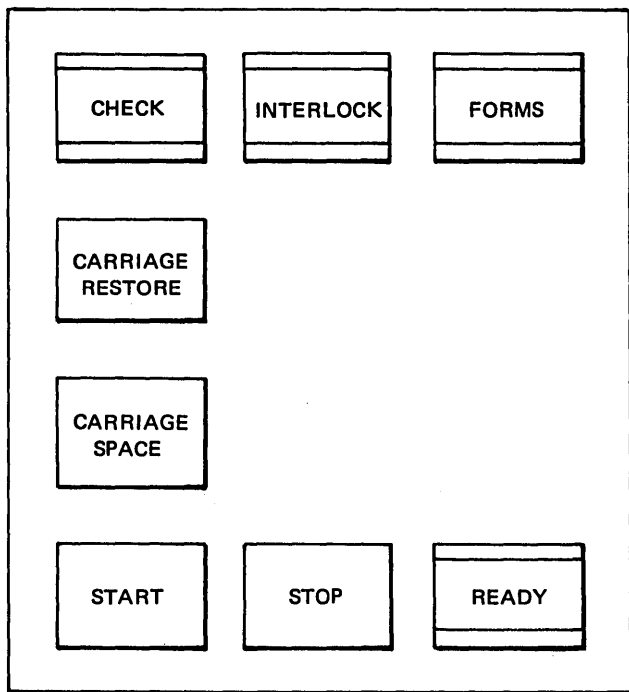 CHECK
INTERLOCK
FORMS
CARRIAGE
RESTORE
CARRIAGE
SPACE
START
STOP
READY